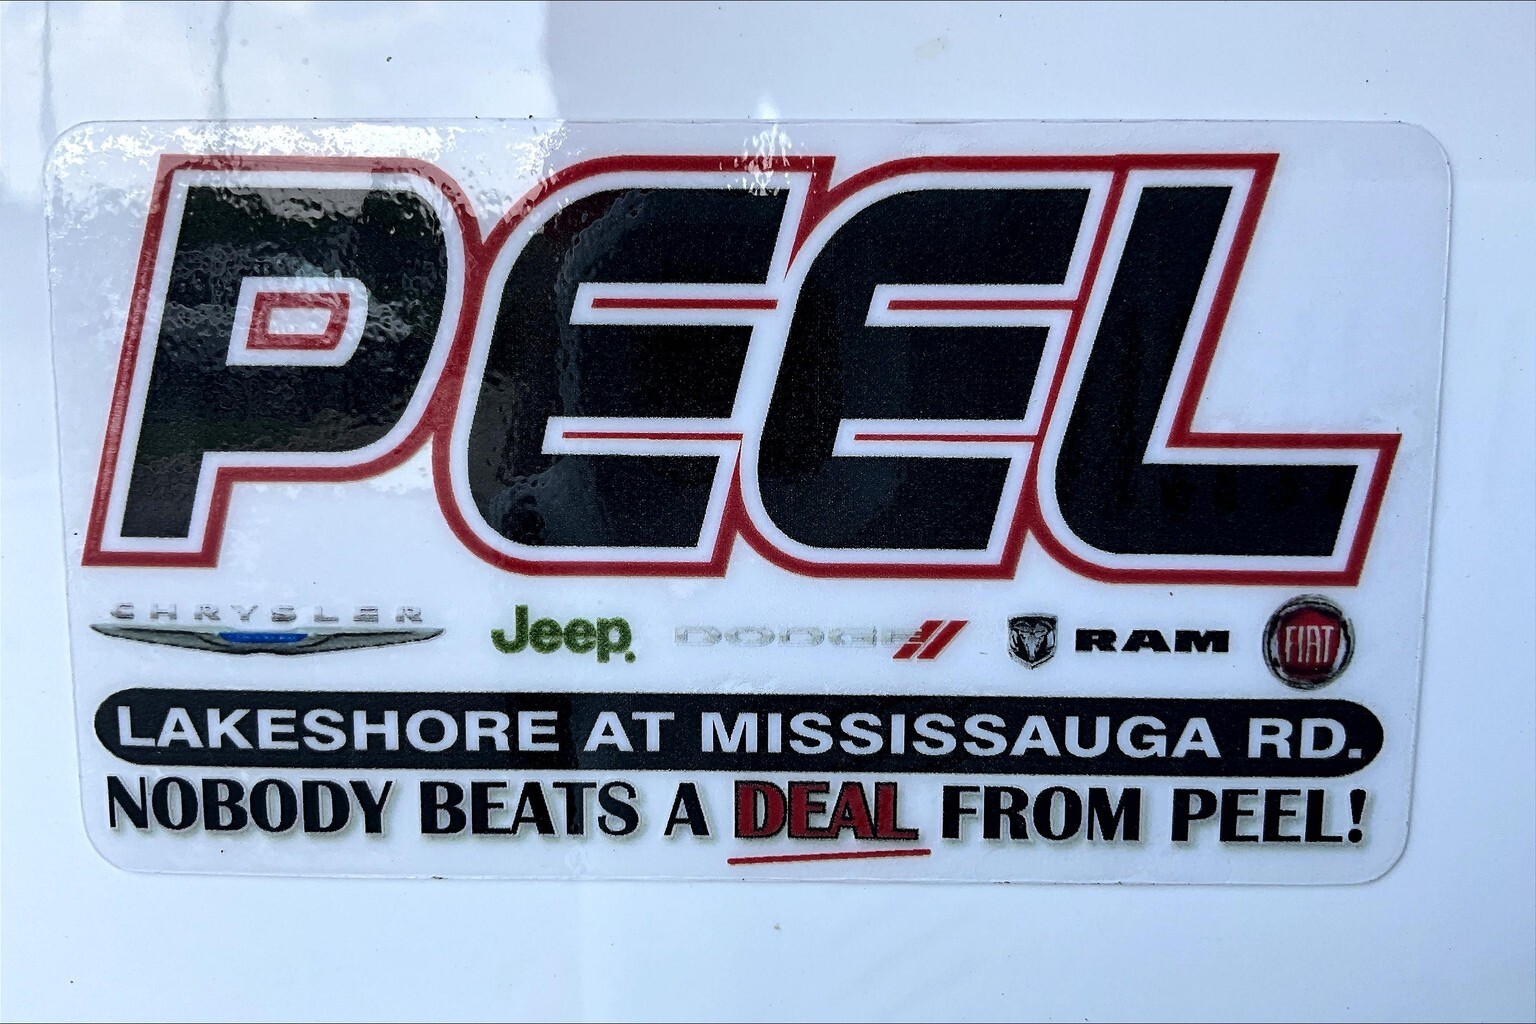 PEEL
CHRYSLER Jeep. DODGE RAM FIAT
LAKESHORE AT MISSISSAUGA RD.
NOBODY BEATS A DEAL FROM PEEL!